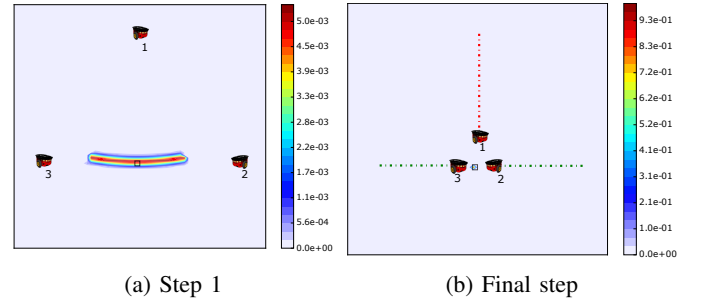 1
3
2
5.0e-03
4.5e-03
3.9e-03
3.4e-03
2.8e-03
2.2e-03
1.7e-03
1.1e-03
5.6e-04
0.0e+00
1
3
2
9.3e-01
8.3e-01
7.2e-01
6.2e-01
5.2e-01
4.1e-01
3.1e-01
2.1e-01
1.0e-01
0.0e+00
(a) Step 1
(b) Final step